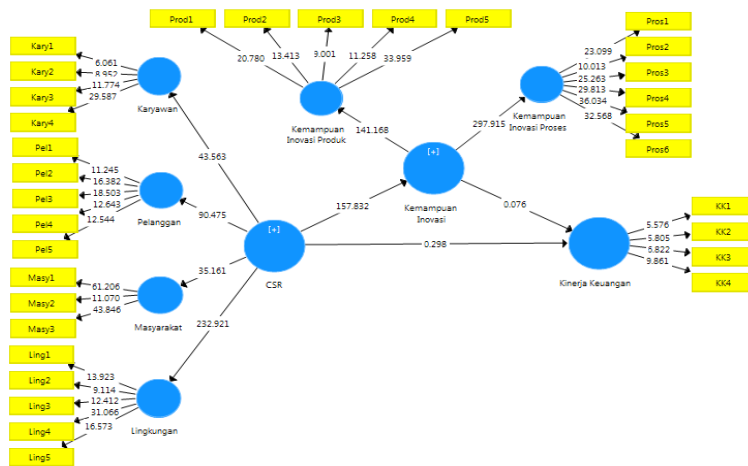 Prod1
Prod2
Prod3
Prod4
Prod5
20.780
13.413
9.001
11.258
33.959
Kemampuan
Inovasi Produk
Pros1
Pros2
Pros3
Pros4
Pros5
Pros6
23.099
10.013
25.263
29.813
36.034
32.568
Kemampuan
Inovasi Proses
Kary1
Kary2
Kary3
Kary4
6.061
8.952
11.774
29.587
Karyawan
43.563
141.168
297.915
[+]
Kemampuan
Inovasi
Pel1
Pel2
Pel3
Pel4
Pel5
11.245
16.382
18.503
12.643
12.544
Pelanggan
90.475
157.832
0.076
[+]
CSR
0.298
Kinerja Keuangan
KK1
KK2
KK3
KK4
9.861
Masy1
Masy2
Masy3
61.206
11.070
43.846
Masyarakat
35.161
232.921
Ling1
Ling2
Ling3
Ling4
Ling5
13.923
9.114
12.412
31.066
16.573
Lingkungan